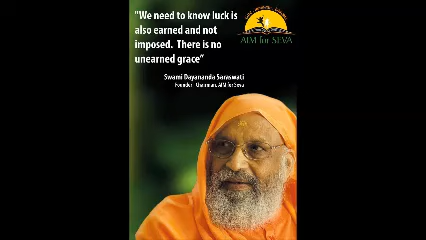 "We need to know luck is
also earned and not
imposed. There is no
unearned grace"
Swami Dayananda Saraswati
Founder - Chairman, AIM for Seva
AIM for SEVA